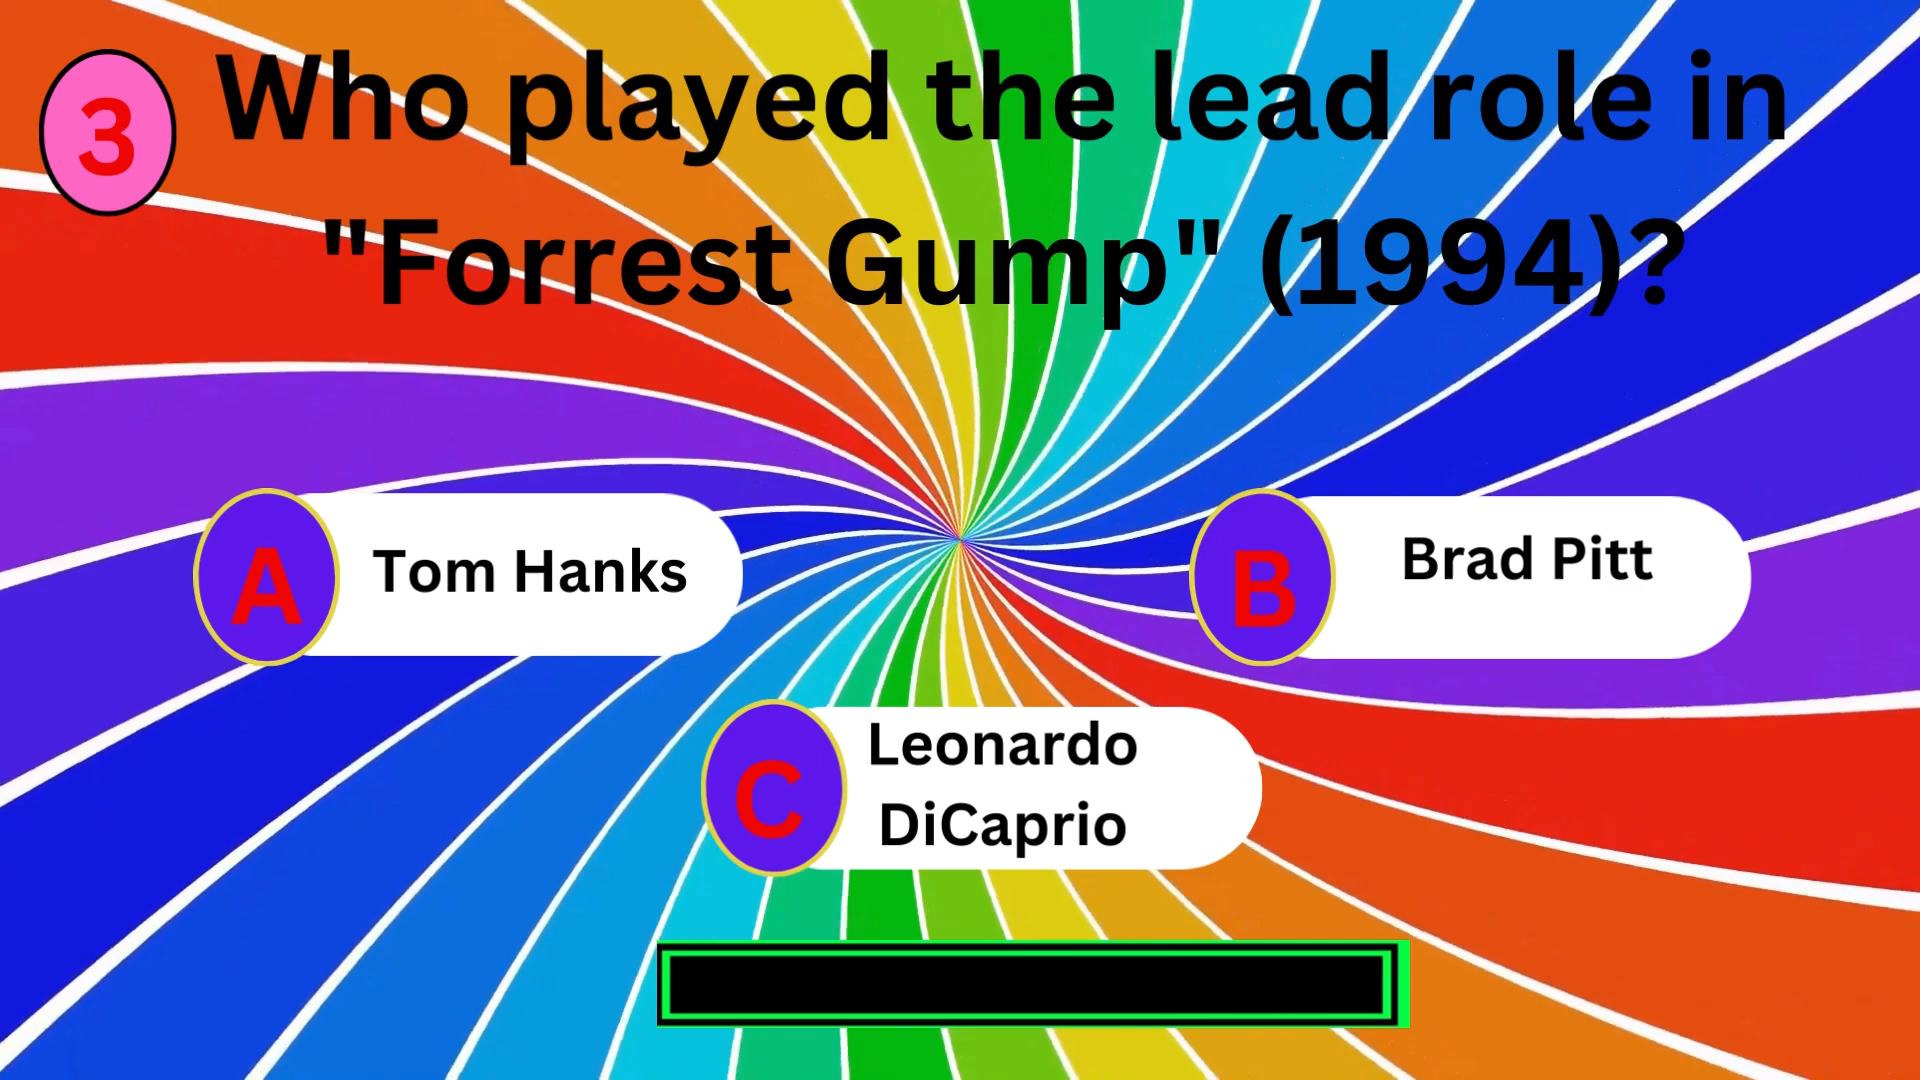 3
Who played the lead role in
"Forrest Gump" (1994)?
A
Tom Hanks
B
Brad Pitt
C
Leonardo
DiCaprio